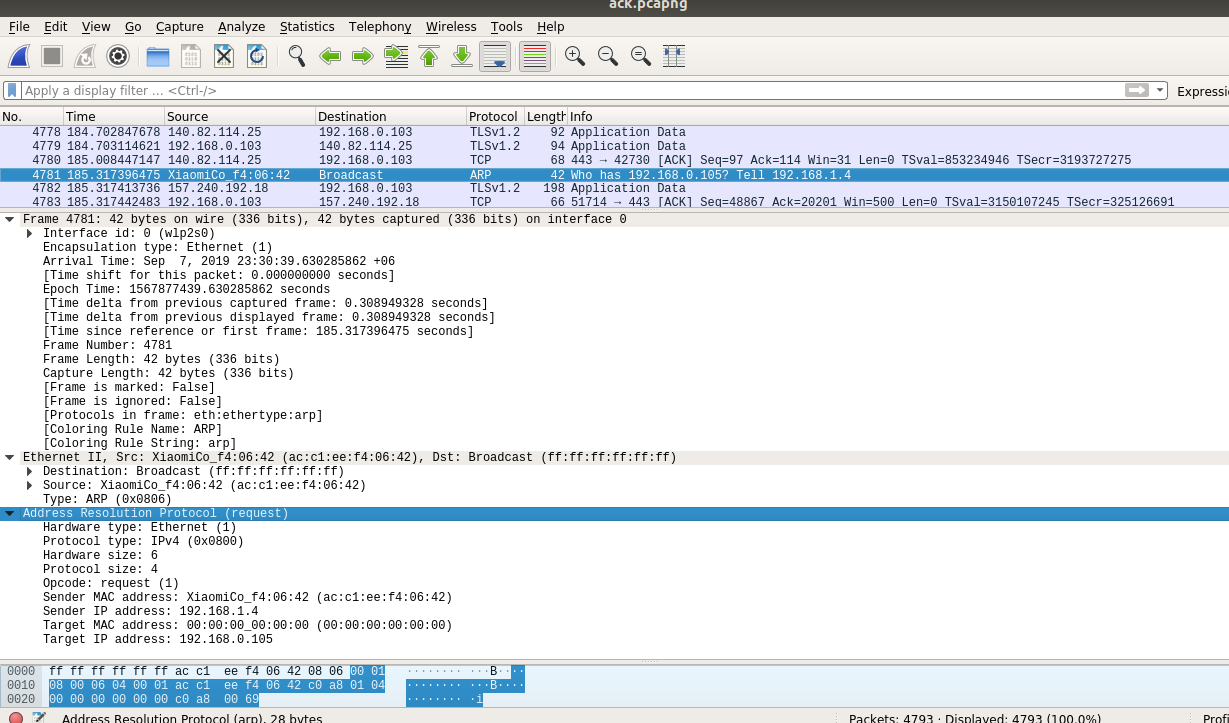 ack.pcapng
File Edit View Go Capture Analyze Statistics Telephony Wireless Tools Help
Apply a display filter ... <Ctrl-/>
Expressi
No. Time Source Destination Protocol Length Info
4778 184.702847678 140.82.114.25 192.168.0.103 TLSv1.2 92 Application Data
4779 184.703114621 192.168.0.103 140.82.114.25 TLSv1.2 94 Application Data
4780 185.008447147 140.82.114.25 192.168.0.103 TCP 68 443 → 42730 [ACK] Seq=97 Ack=114 Win=31 Len=0 TSval=853234946 TSecr=3193727275
4781 185.317396475 XiaomiCo_f4:06:42 Broadcast ARP 42 Who has 192.168.0.105? Tell 192.168.1.4
4782 185.317413736 157.240.192.18 192.168.0.103 TLSv1.2 198 Application Data
4783 185.317442483 192.168.0.103 157.240.192.18 TCP 66 51714 → 443 [ACK] Seq=48867 Ack=20201 Win=500 Len=0 TSval=3150107245 TSecr=325126691
Frame 4781: 42 bytes on wire (336 bits), 42 bytes captured (336 bits) on interface 0
Interface id: 0 (wlp2s0)
Encapsulation type: Ethernet (1)
Arrival Time: Sep  7, 2019 23:30:39.630285862 +06
[Time shift for this packet: 0.000000000 seconds]
Epoch Time: 1567877439.630285862 seconds
[Time delta from previous captured frame: 0.308949328 seconds]
[Time delta from previous displayed frame: 0.308949328 seconds]
[Time since reference or first frame: 185.317396475 seconds]
Frame Number: 4781
Frame Length: 42 bytes (336 bits)
Capture Length: 42 bytes (336 bits)
[Frame is marked: False]
[Frame is ignored: False]
[Protocols in frame: eth:ethertype:arp]
[Coloring Rule Name: ARP]
[Coloring Rule String: arp]
Ethernet II, Src: XiaomiCo_f4:06:42 (ac:c1:ee:f4:06:42), Dst: Broadcast (ff:ff:ff:ff:ff:ff)
Destination: Broadcast (ff:ff:ff:ff:ff:ff)
Source: XiaomiCo_f4:06:42 (ac:c1:ee:f4:06:42)
Type: ARP (0x0806)
Address Resolution Protocol (request)
Hardware type: Ethernet (1)
Protocol type: IPv4 (0x0800)
Hardware size: 6
Protocol size: 4
Opcode: request (1)
Sender MAC address: XiaomiCo_f4:06:42 (ac:c1:ee:f4:06:42)
Sender IP address: 192.168.1.4
Target MAC address: 00:00:00_00:00:00 (00:00:00:00:00:00)
Target IP address: 192.168.0.105
0000 ff ff ff ff ff ff ac c1 ee f4 06 42 08 06 00 01 ········ ···B····
0010 08 00 06 04 00 01 ac c1 ee f4 06 42 c0 a8 01 04 ········ ···B····
0020 00 00 00 00 00 00 c0 a8 00 69 ········ ·i
Address Resolution Protocol (arp), 28 bytes
Packets: 4793 · Displayed: 4793 (100.0%)
Profi